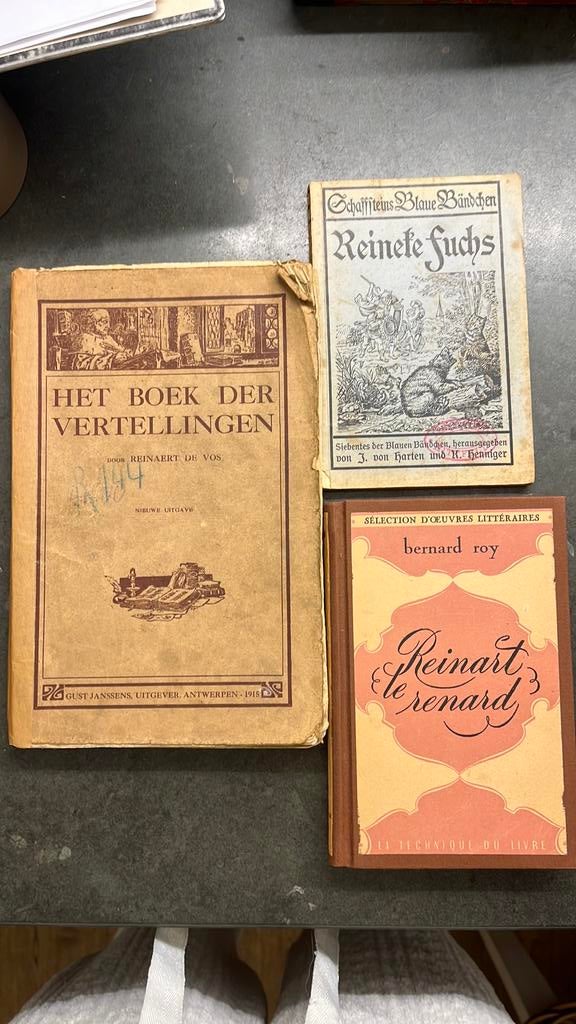 HET BOEK DER
VERTELLINGEN
DOOR REINAERT DE VOS
NIEUWE UITGAVE
GUST JANSSENS, UITGEVER, ANTWERPEN - 1918
Schaffsteins Blaue Bändchen
Reineke Fuchs
Siebentes der Blauen Bändchen, herausgegeben
von J. von Harten und K. Henniger
SÉLECTION D'ŒUVRES LITTÉRAIRES
bernard roy
Reinart
le renard
LA TECHNIQUE DU LIVRE